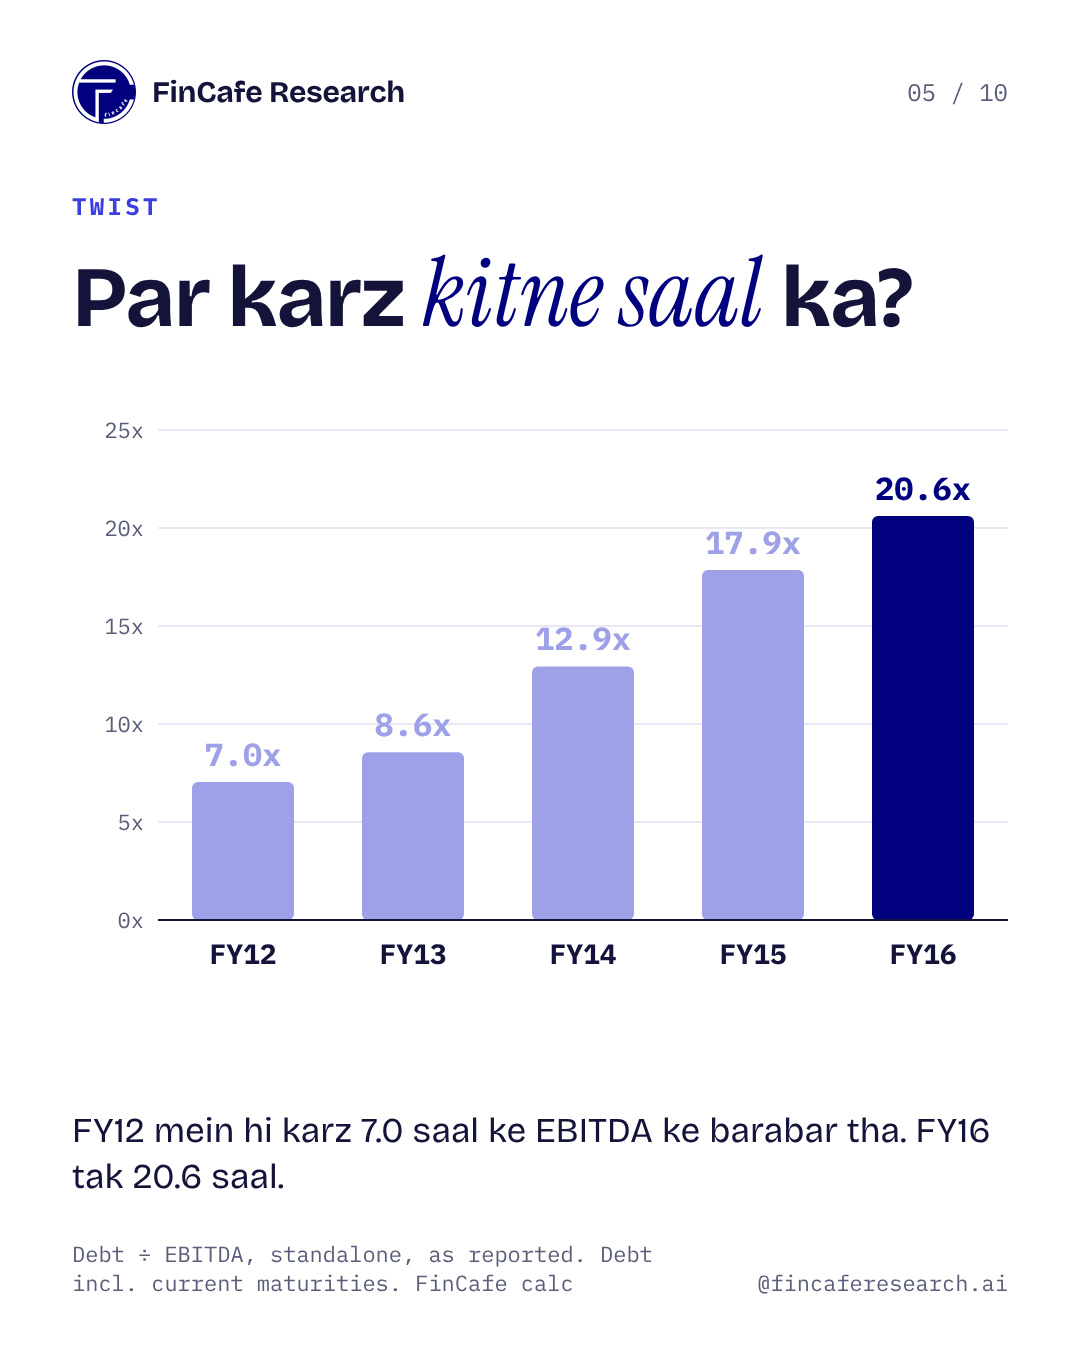 fincafe
FinCafe Research
05 / 10
TWIST
Par karz kitne saal ka?
25x
20x
15x
10x
5x
0x
7.0x
8.6x
12.9x
17.9x
20.6x
FY12
FY13
FY14
FY15
FY16
FY12 mein hi karz 7.0 saal ke EBITDA ke barabar tha. FY16
tak 20.6 saal.
Debt ÷ EBITDA, standalone, as reported. Debt
incl. current maturities. FinCafe calc
@fincaferesearch.ai